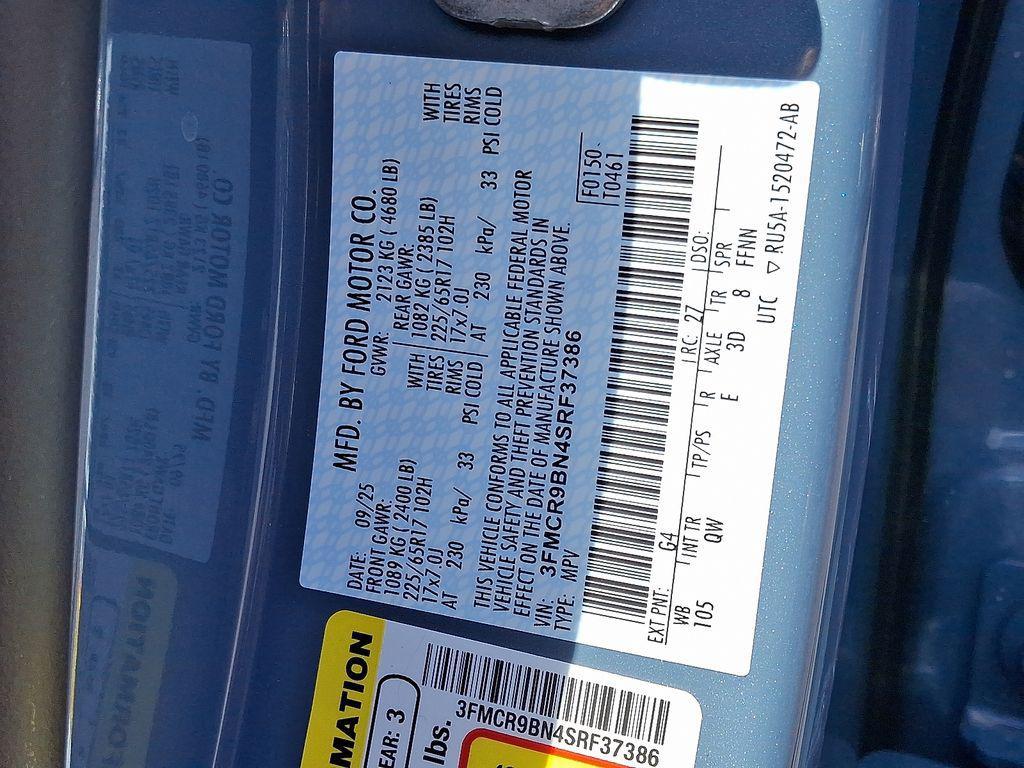 MFD. BY FORD MOTOR CO.
DATE: 09/25 GVWR: 2123 KG ( 4680 LB)
FRONT GAWR: REAR GAWR:
1089 KG ( 2400 LB) WITH 1082 KG ( 2385 LB) WITH
225/65R17 102H TIRES 225/65R17 102H TIRES
17x7.0J RIMS 17x7.0J RIMS
AT 230 kPa/ 33 PSI COLD AT 230 kPa/ 33 PSI COLD
THIS VEHICLE CONFORMS TO ALL APPLICABLE FEDERAL MOTOR
VEHICLE SAFETY AND THEFT PREVENTION STANDARDS IN
EFFECT ON THE DATE OF MANUFACTURE SHOWN ABOVE.
VIN: 3FMCR9BN4SRF37386
TYPE: MPV
F0150
T0461
EXT PNT: G4 RC: 27 DSO:
WB INT TR TP/PS R AXLE TR SPR
105 QW E 3D 8 FFNN
UTC ▽ RU5A-1520472-AB
MATION
EAR: 3
lbs.
3FMCR9BN4SRF37386
MFD BY FORD MOTOR CO.